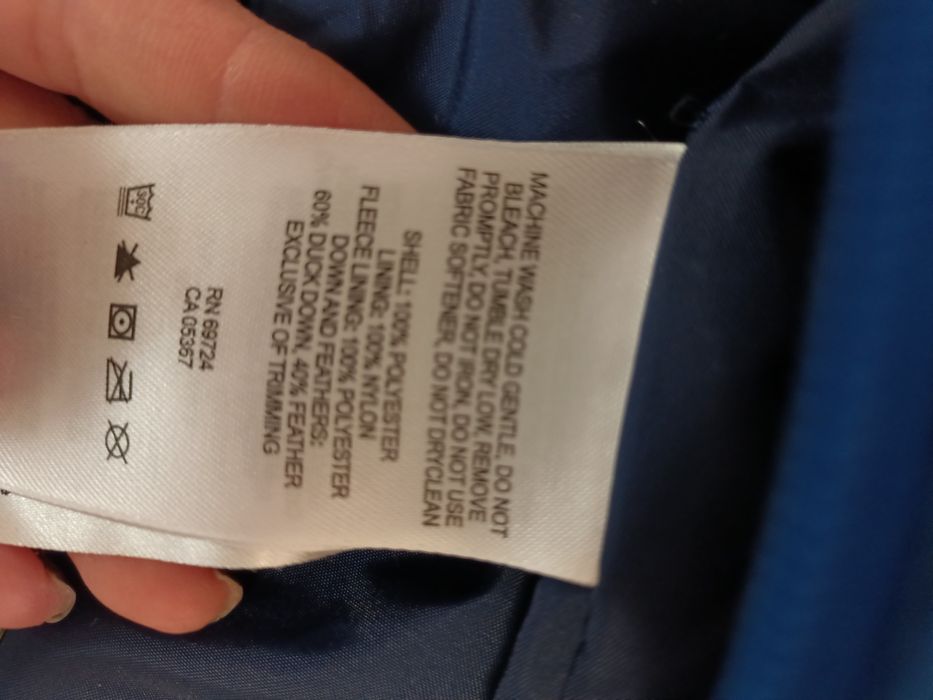 MACHINE WASH COLD GENTLE, DO NOT
BLEACH, TUMBLE DRY LOW, REMOVE
PROMPTLY, DO NOT IRON, DO NOT USE
FABRIC SOFTENER, DO NOT DRYCLEAN
SHELL: 100% POLYESTER
LINING: 100% NYLON
FLEECE LINING: 100% POLYESTER
DOWN AND FEATHERS:
60% DUCK DOWN, 40% FEATHER
EXCLUSIVE OF TRIMMING
RN 69724
CA 05367
30C